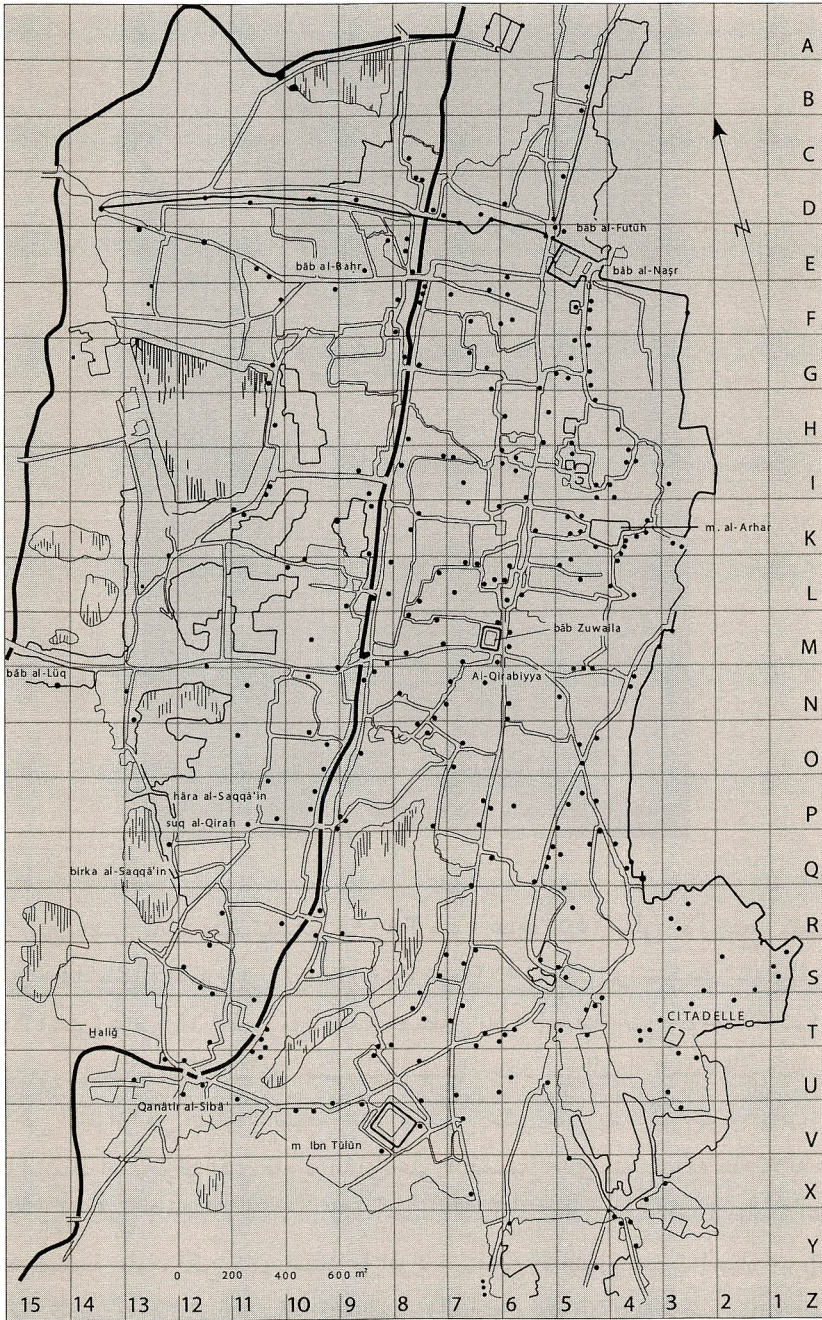 A
B
C
D
bāb al-Futūḥ
bāb al-Baḥr
E
bāb al-Naṣr
F
G
H
I
m. al-Arhar
K
L
bāb Zuwaila
M
bāb al-Lūq
Al-Qirabiyya
N
O
hāra al-Saqqā'in
P
suq al-Qirah
birka al-Saqqā'in
Q
R
S
CITADELLE
Ḫaliğ
T
U
Qanātir al-Sibā'
m Ibn Tūlūn
V
X
Y
0 200 400 600 m²
15 14 13 12 11 10 9 8 7 6 5 4 3 2 1 Z
N